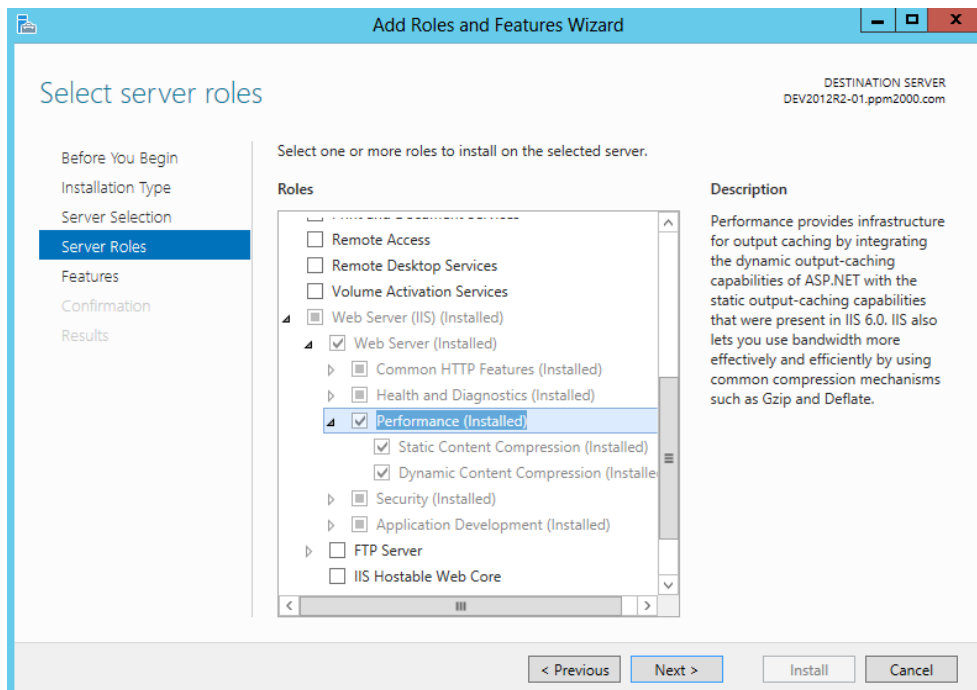 Add Roles and Features Wizard
Select server roles
DESTINATION SERVER
DEV2012R2-01.ppm2000.com
Before You Begin
Installation Type
Server Selection
Server Roles
Features
Confirmation
Results
Select one or more roles to install on the selected server.
Roles
Print and Document Services
Remote Access
Remote Desktop Services
Volume Activation Services
Web Server (IIS) (Installed)
Web Server (Installed)
Common HTTP Features (Installed)
Health and Diagnostics (Installed)
Performance (Installed)
Static Content Compression (Installed)
Dynamic Content Compression (Installe
Security (Installed)
Application Development (Installed)
FTP Server
IIS Hostable Web Core
Description
Performance provides infrastructure
for output caching by integrating
the dynamic output-caching
capabilities of ASP.NET with the
static output-caching capabilities
that were present in IIS 6.0. IIS also
lets you use bandwidth more
effectively and efficiently by using
common compression mechanisms
such as Gzip and Deflate.
< Previous
Next >
Install
Cancel